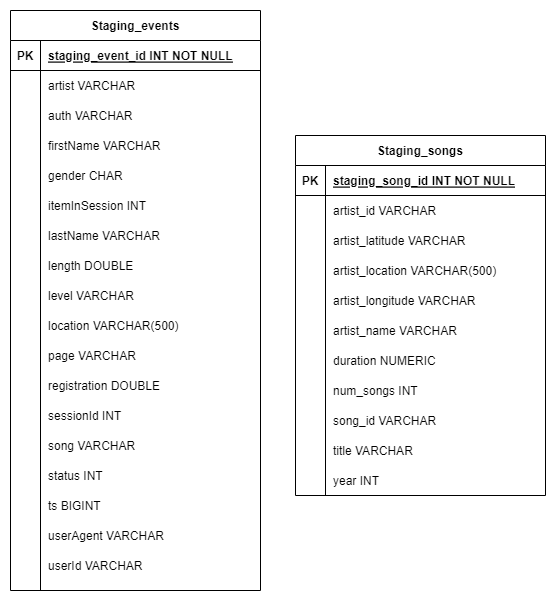 Staging_events
PK staging_event_id INT NOT NULL
artist VARCHAR
auth VARCHAR
firstName VARCHAR
gender CHAR
itemInSession INT
lastName VARCHAR
length DOUBLE
level VARCHAR
location VARCHAR(500)
page VARCHAR
registration DOUBLE
sessionId INT
song VARCHAR
status INT
ts BIGINT
userAgent VARCHAR
userId VARCHAR
Staging_songs
PK staging_song_id INT NOT NULL
artist_id VARCHAR
artist_latitude VARCHAR
artist_location VARCHAR(500)
artist_longitude VARCHAR
artist_name VARCHAR
duration NUMERIC
num_songs INT
song_id VARCHAR
title VARCHAR
year INT